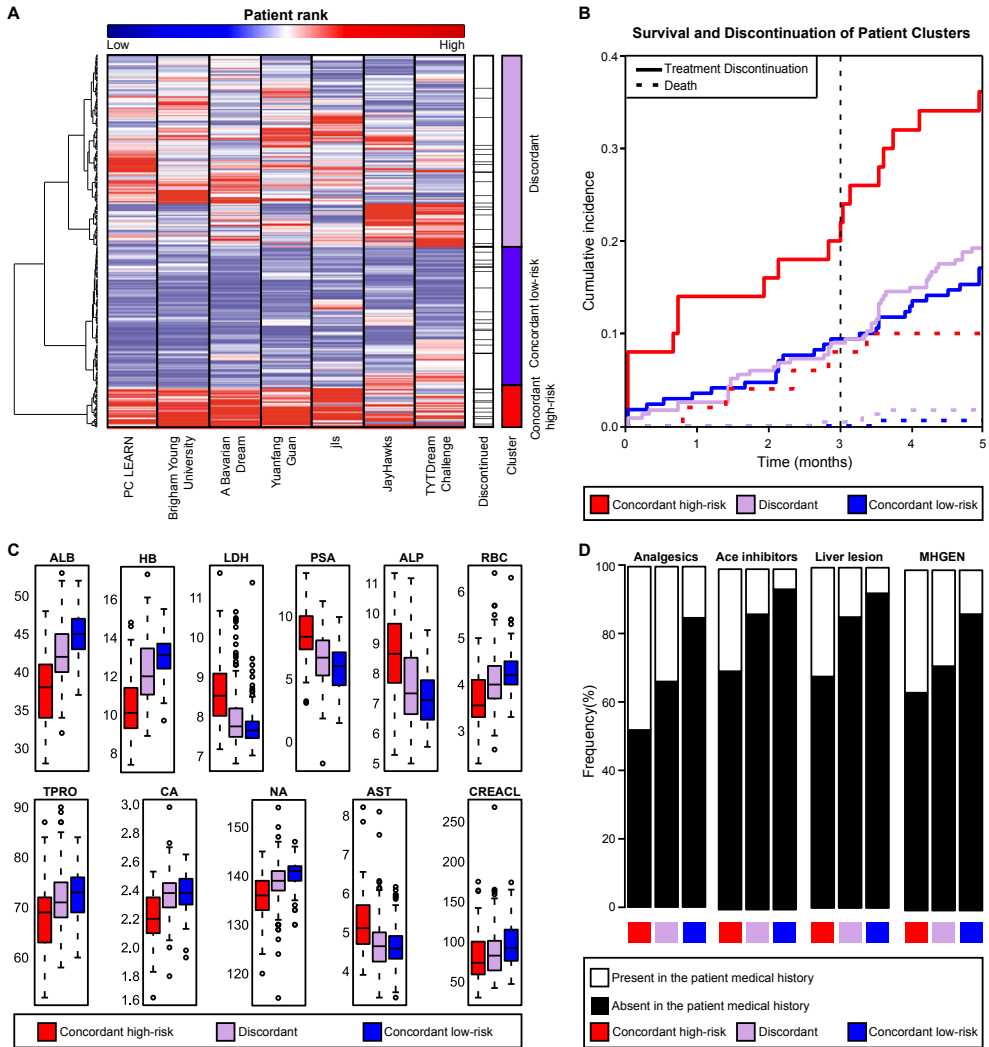 A
Patient rank
Low
High
PC LEARN
Brigham Young
University
A Bavarian
Dream
Yuanfang
Guan
jls
JayHawks
TYTDream
Challenge
Discontinued
Cluster
Discordant
Concordant low-risk
Concordant
high-risk
B
Survival and Discontinuation of Patient Clusters
Treatment Discontinuation
Death
Cumulative incidence
0.4
0.3
0.2
0.1
0.0
0
1
2
3
4
5
Time (months)
Concordant high-risk
Discordant
Concordant low-risk
C
ALB
50
45
40
35
30
HB
16
14
12
10
8
LDH
11
10
9
8
7
PSA
10
5
0
ALP
11
10
9
8
7
6
5
RBC
6
5
4
3
TPRO
90
80
70
60
CA
3.0
2.8
2.6
2.4
2.2
2.0
1.8
1.6
NA
150
140
130
120
AST
8
7
6
5
4
CREACL
250
200
150
100
50
Concordant high-risk
Discordant
Concordant low-risk
D
Analgesics
Ace inhibitors
Liver lesion
MHGEN
Frequency(%)
100
80
60
40
20
0
Present in the patient medical history
Absent in the patient medical history
Concordant high-risk
Discordant
Concordant low-risk